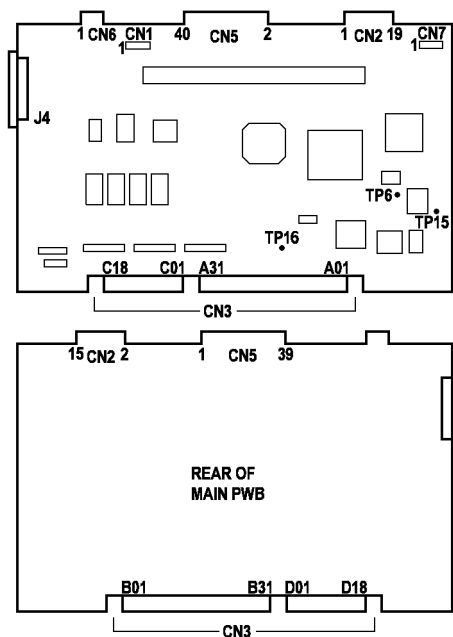 1 CN6 CN1 40 CN5 2 1 CN2 19 CN7
1 1
J4
TP6
TP15
TP16
C18 C01 A31 A01
CN3
15 CN2 2 1 CN5 39
REAR OF
MAIN PWB
B01 B31 D01 D18
CN3